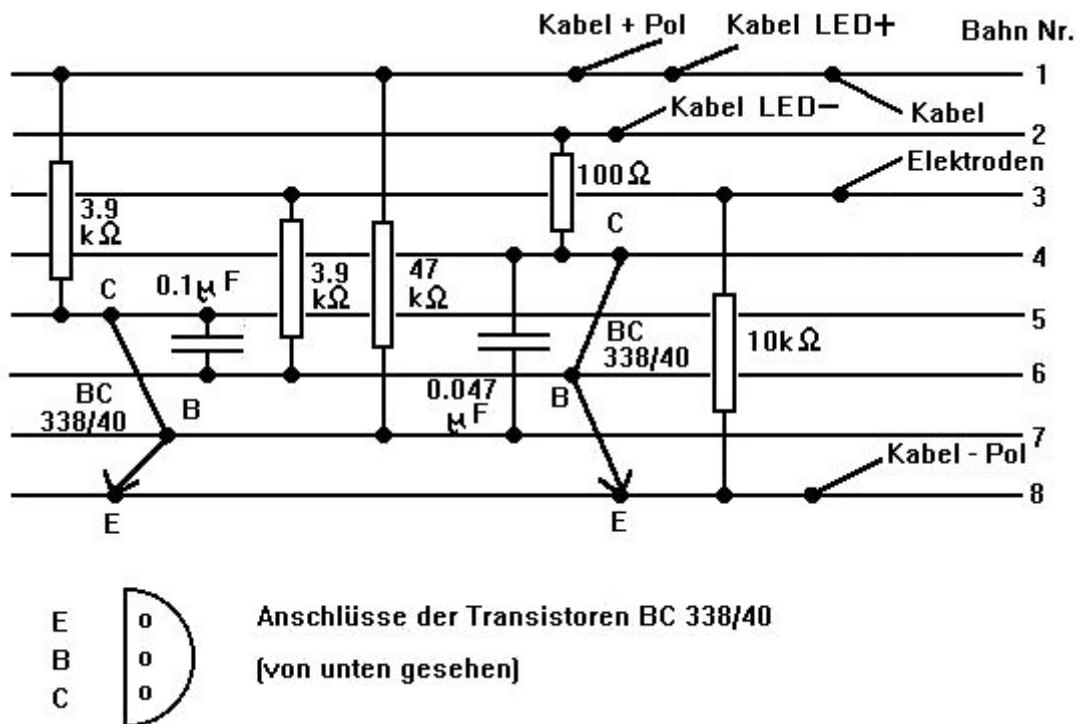 Kabel + Pol
Kabel LED+
Bahn Nr.
1
Kabel
Kabel LED−
2
100Ω
Elektroden
3
3.9
kΩ
C
4
C
0.1µF
3.9
kΩ
47
kΩ
5
BC
338/40
10kΩ
6
BC
338/40
B
0.047
µF
B
7
Kabel - Pol
8
E
E
E
B
C
o
o
o
Anschlüsse der Transistoren BC 338/40
(von unten gesehen)